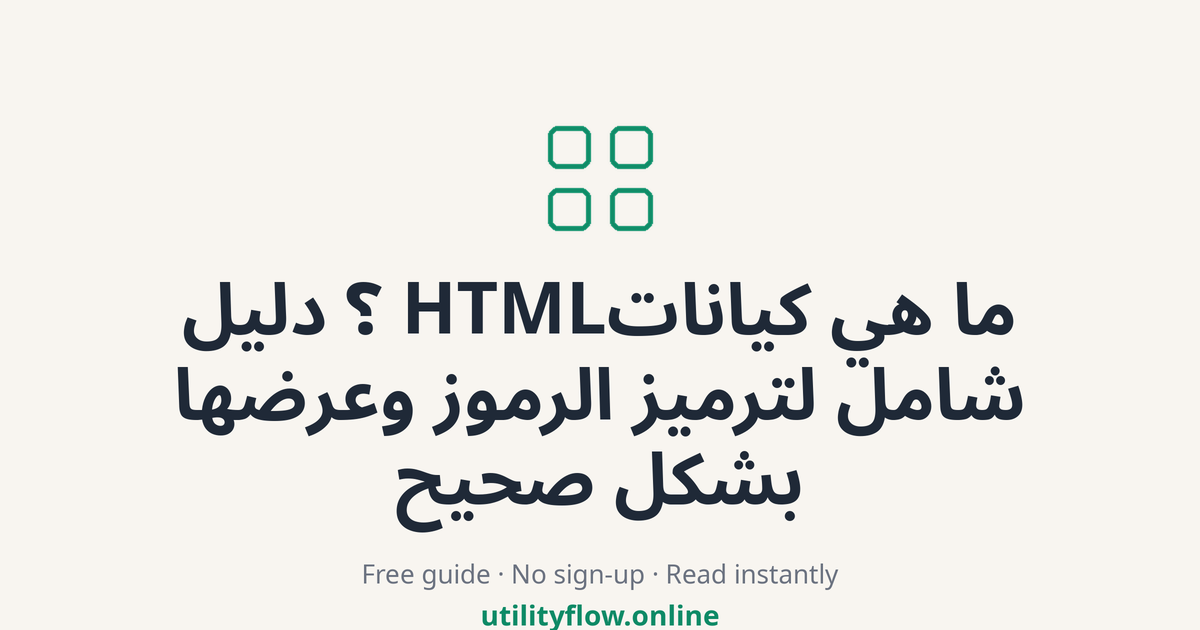 ما هي كياناتHTML ؟ دليل
شامل لترميز الرموز وعرضها
بشكل صحيح
Free guide · No sign-up · Read instantly
utilityflow.online